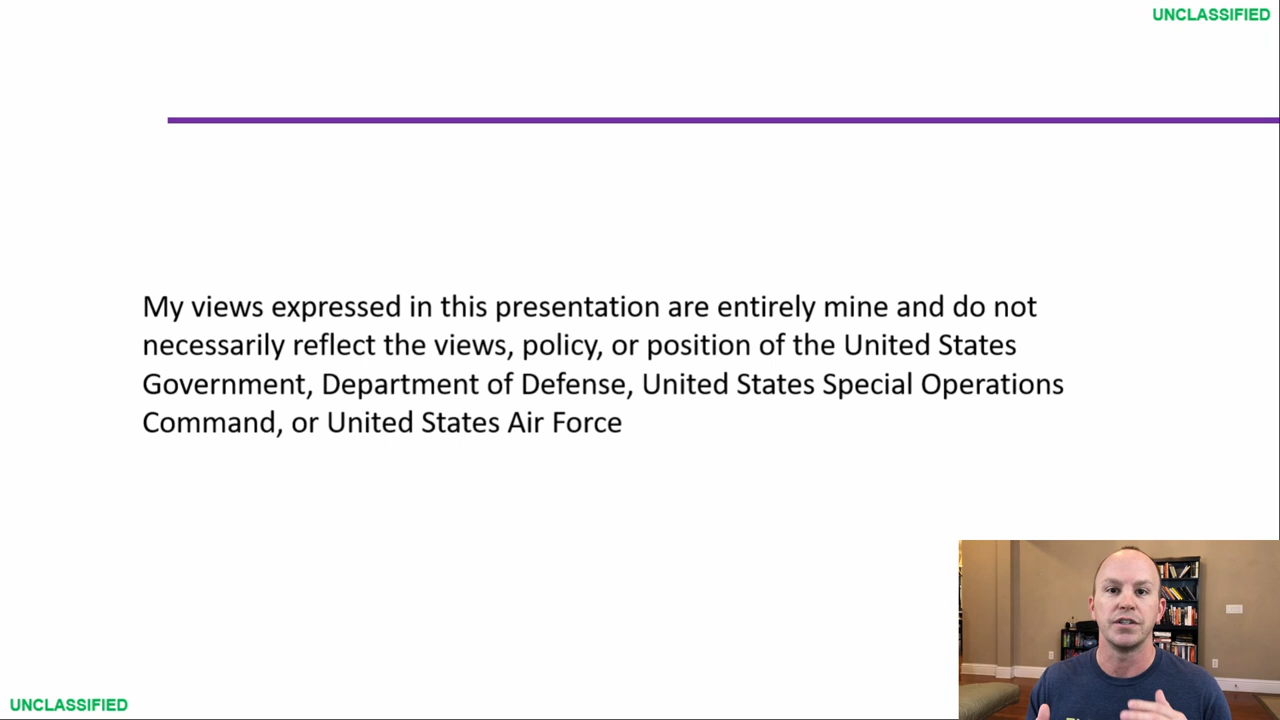 UNCLASSIFIED
My views expressed in this presentation are entirely mine and do not
necessarily reflect the views, policy, or position of the United States
Government, Department of Defense, United States Special Operations
Command, or United States Air Force
UNCLASSIFIED